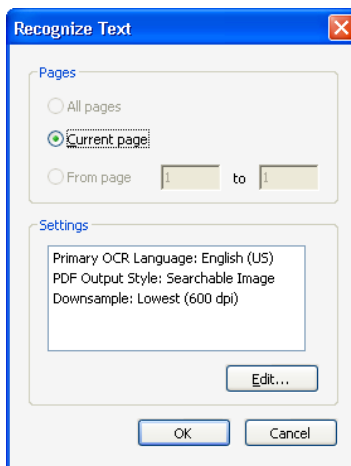 Recognize Text
Pages
All pages
Current page
From page 1 to 1
Settings
Primary OCR Language: English (US)
PDF Output Style: Searchable Image
Downsample: Lowest (600 dpi)
Edit...
OK Cancel